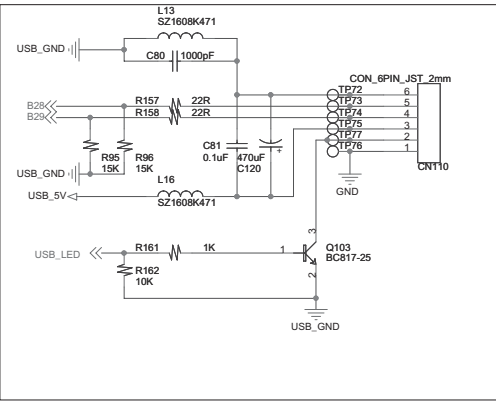 L13
SZ1608K471
USB_GND
C80 1000pF
CON_6PIN_JST_2mm
TP72 6
B28 R157 22R TP73 5
B29 R158 22R TP74 4
TP75 3
TP77 2
TP76 1
CN110
C81
0.1uF
470uF
C120
+
R95
15K
R96
15K
USB_GND
L16
USB_5V
SZ1608K471
GND
3
USB_LED R161 1K 1
Q103
BC817-25
2
R162
10K
USB_GND